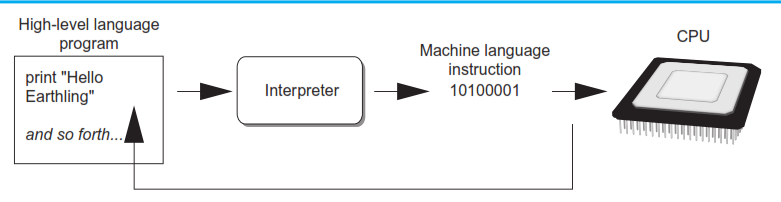 High-level language
program
print "Hello
Earthling"
and so forth...
Interpreter
Machine language
instruction
10100001
CPU